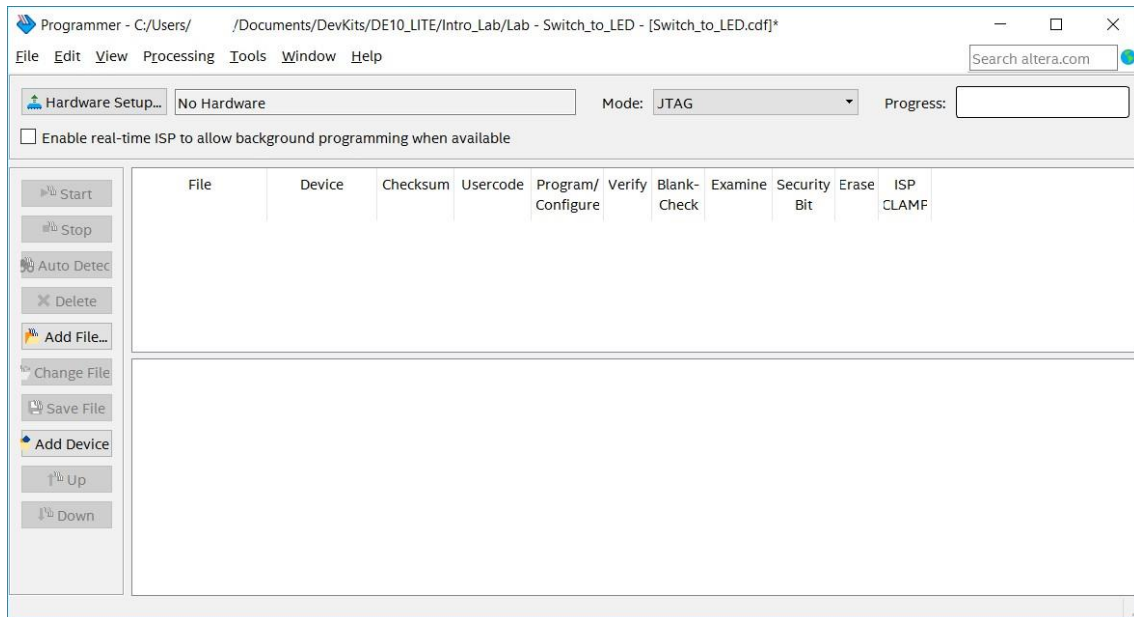 Programmer - C:/Users/ /Documents/DevKits/DE10_LITE/Intro_Lab/Lab - Switch_to_LED - [Switch_to_LED.cdf]*
File Edit View Processing Tools Window Help
Search altera.com
Hardware Setup... No Hardware Mode: JTAG Progress:
Enable real-time ISP to allow background programming when available
File Device Checksum Usercode Program/ Verify Blank- Examine Security Erase ISP
Configure Check Bit CLAMP
Start
Stop
Auto Detec
Delete
Add File...
Change File
Save File
Add Device
Up
Down